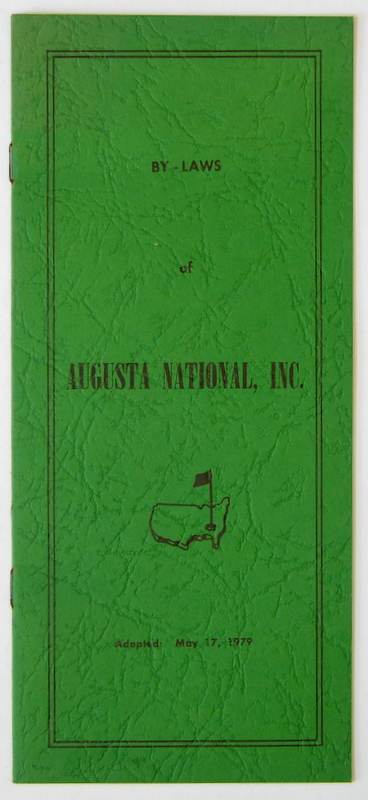 BY-LAWS
of
AUGUSTA NATIONAL, INC.
Adopted: May 17, 1979